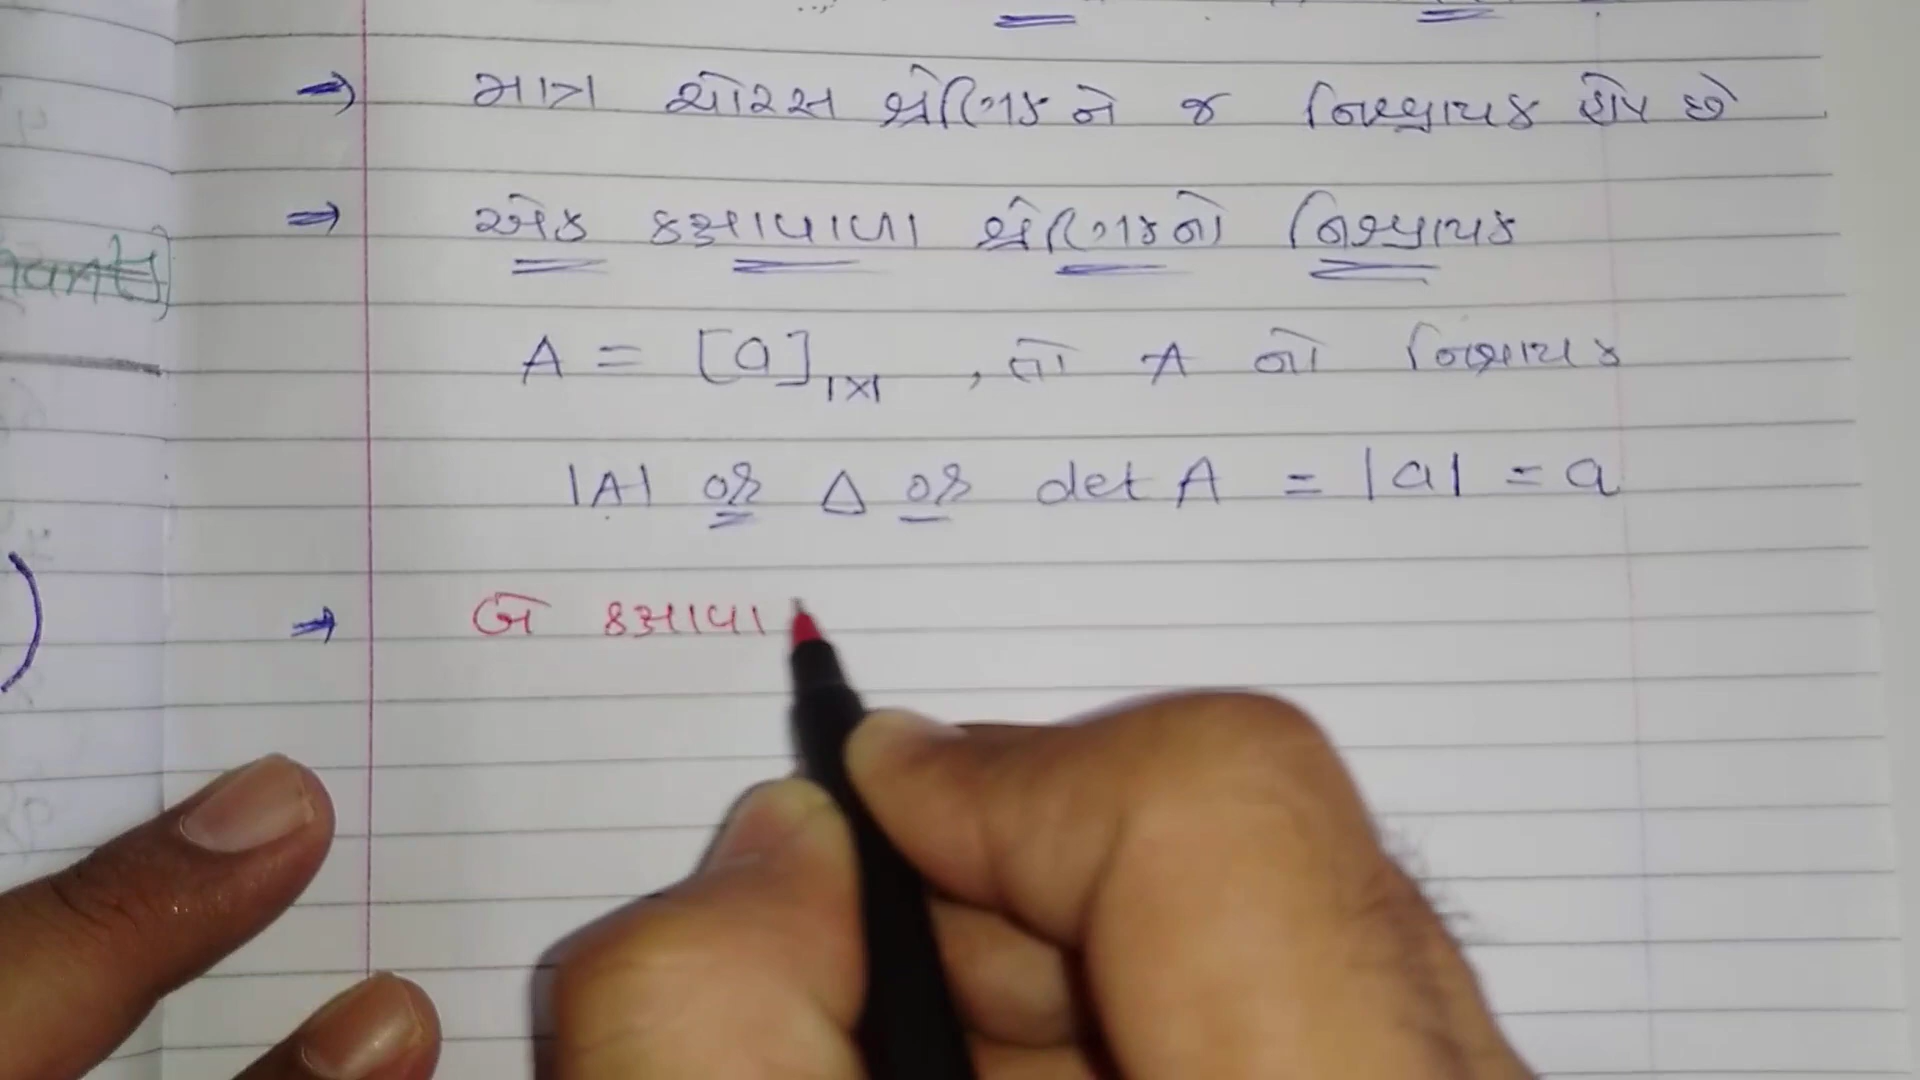 માત્ર ચોરસ શ્રેણિકને જ નિશ્ચાયક હોય છે
એક કક્ષાવાળા શ્રેણિકનો નિશ્ચાયક
A = [a]1×1 , તો A નો નિશ્ચાયક
|A| or Δ or det A = |a| = a
બે કક્ષાવા